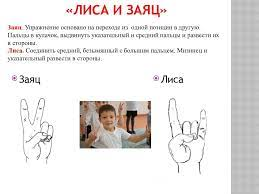 «ЛИСА И ЗАЯЦ»
Заяц. Упражнение основано на переходе из одной позиции в другую
Пальцы в кулачок, выдвинуть указательный и средний пальцы и развести их
в стороны.
Лиса. Соединить средний, безымянный с большим пальцем. Мизинец и
указательный развести в стороны.
Заяц
Лиса